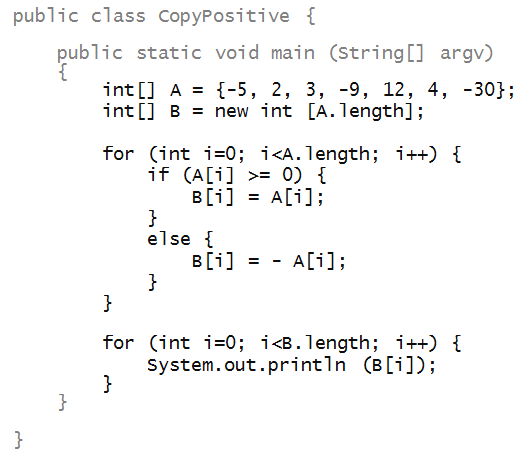 public class CopyPositive {
public static void main (String[] argv)
{
int[] A = {-5, 2, 3, -9, 12, 4, -30};
int[] B = new int [A.length];
for (int i=0; i<A.length; i++) {
if (A[i] >= 0) {
B[i] = A[i];
}
else {
B[i] = - A[i];
}
}
for (int i=0; i<B.length; i++) {
System.out.println (B[i]);
}
}
}